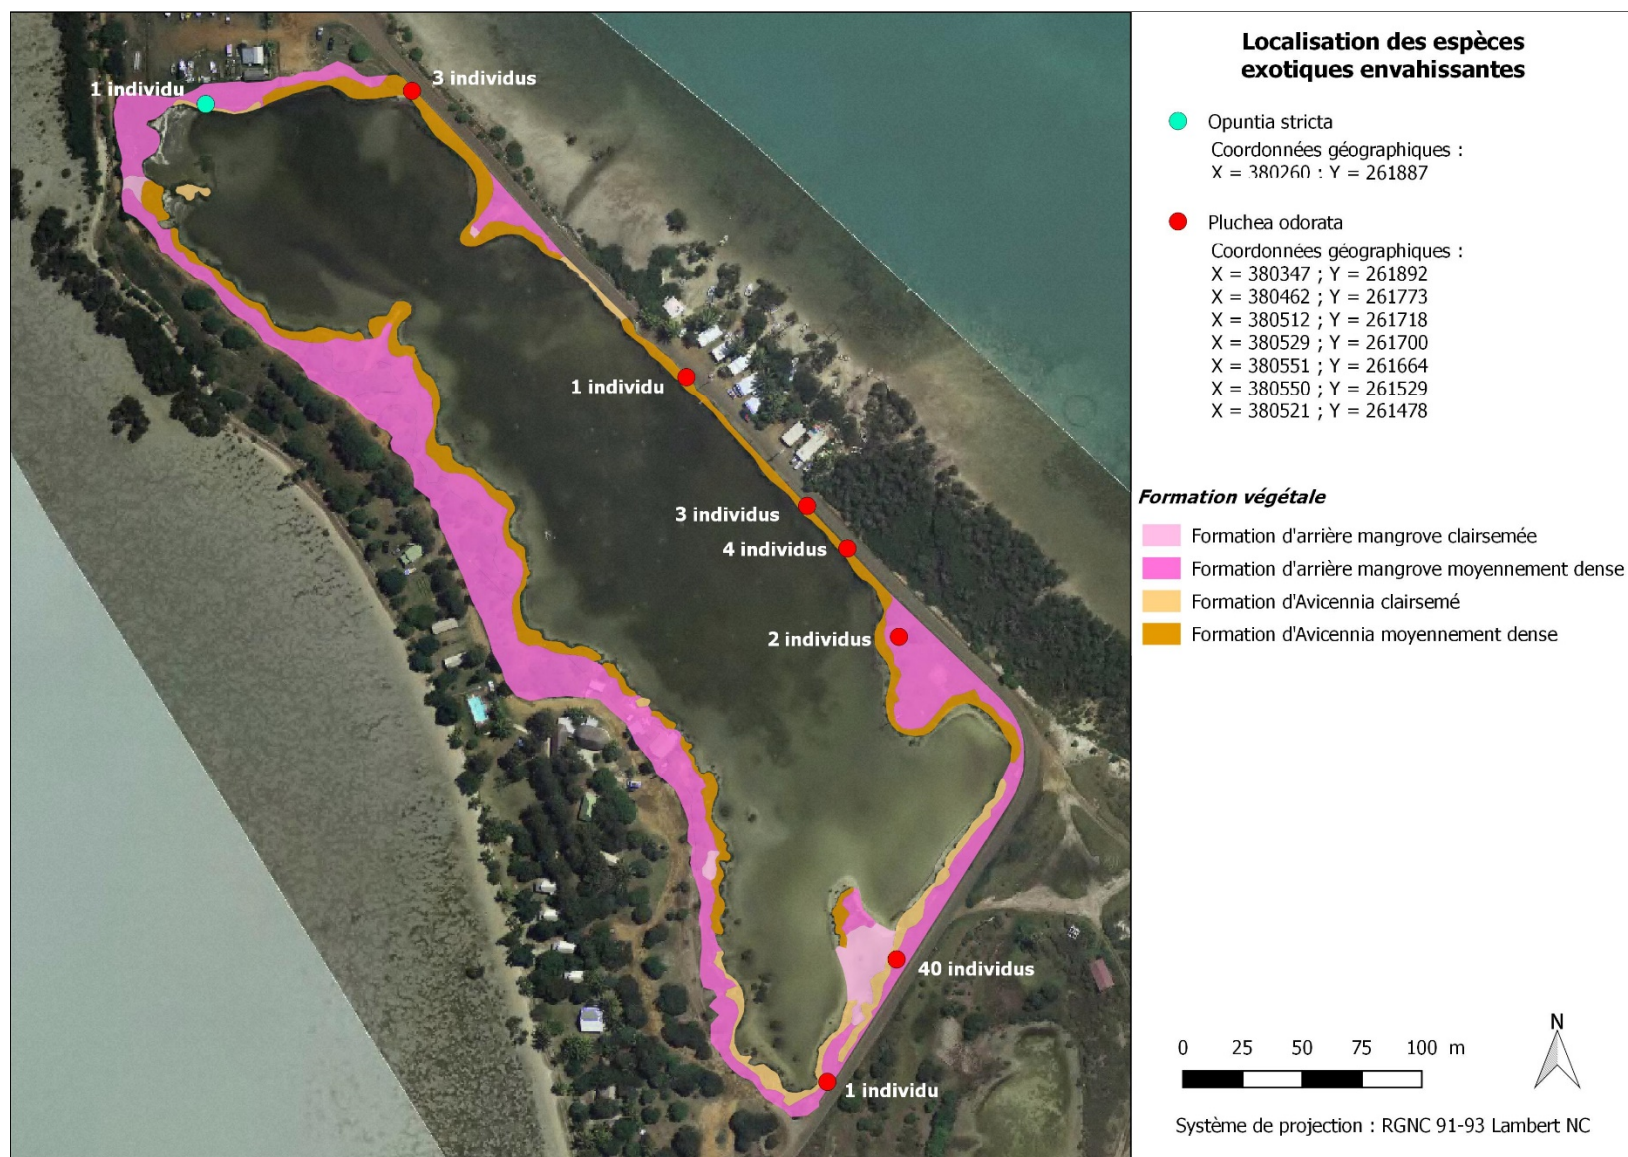 Localisation des espèces
exotiques envahissantes
Opuntia stricta
Coordonnées géographiques :
X = 380260 ; Y = 261887
Pluchea odorata
Coordonnées géographiques :
X = 380347 ; Y = 261892
X = 380462 ; Y = 261773
X = 380512 ; Y = 261718
X = 380529 ; Y = 261700
X = 380551 ; Y = 261664
X = 380550 ; Y = 261529
X = 380521 ; Y = 261478
Formation végétale
Formation d'arrière mangrove clairsemée
Formation d'arrière mangrove moyennement dense
Formation d'Avicennia clairsemé
Formation d'Avicennia moyennement dense
1 individu
3 individus
1 individu
3 individus
4 individus
2 individus
40 individus
1 individu
N
0 25 50 75 100 m
Système de projection : RGNC 91-93 Lambert NC